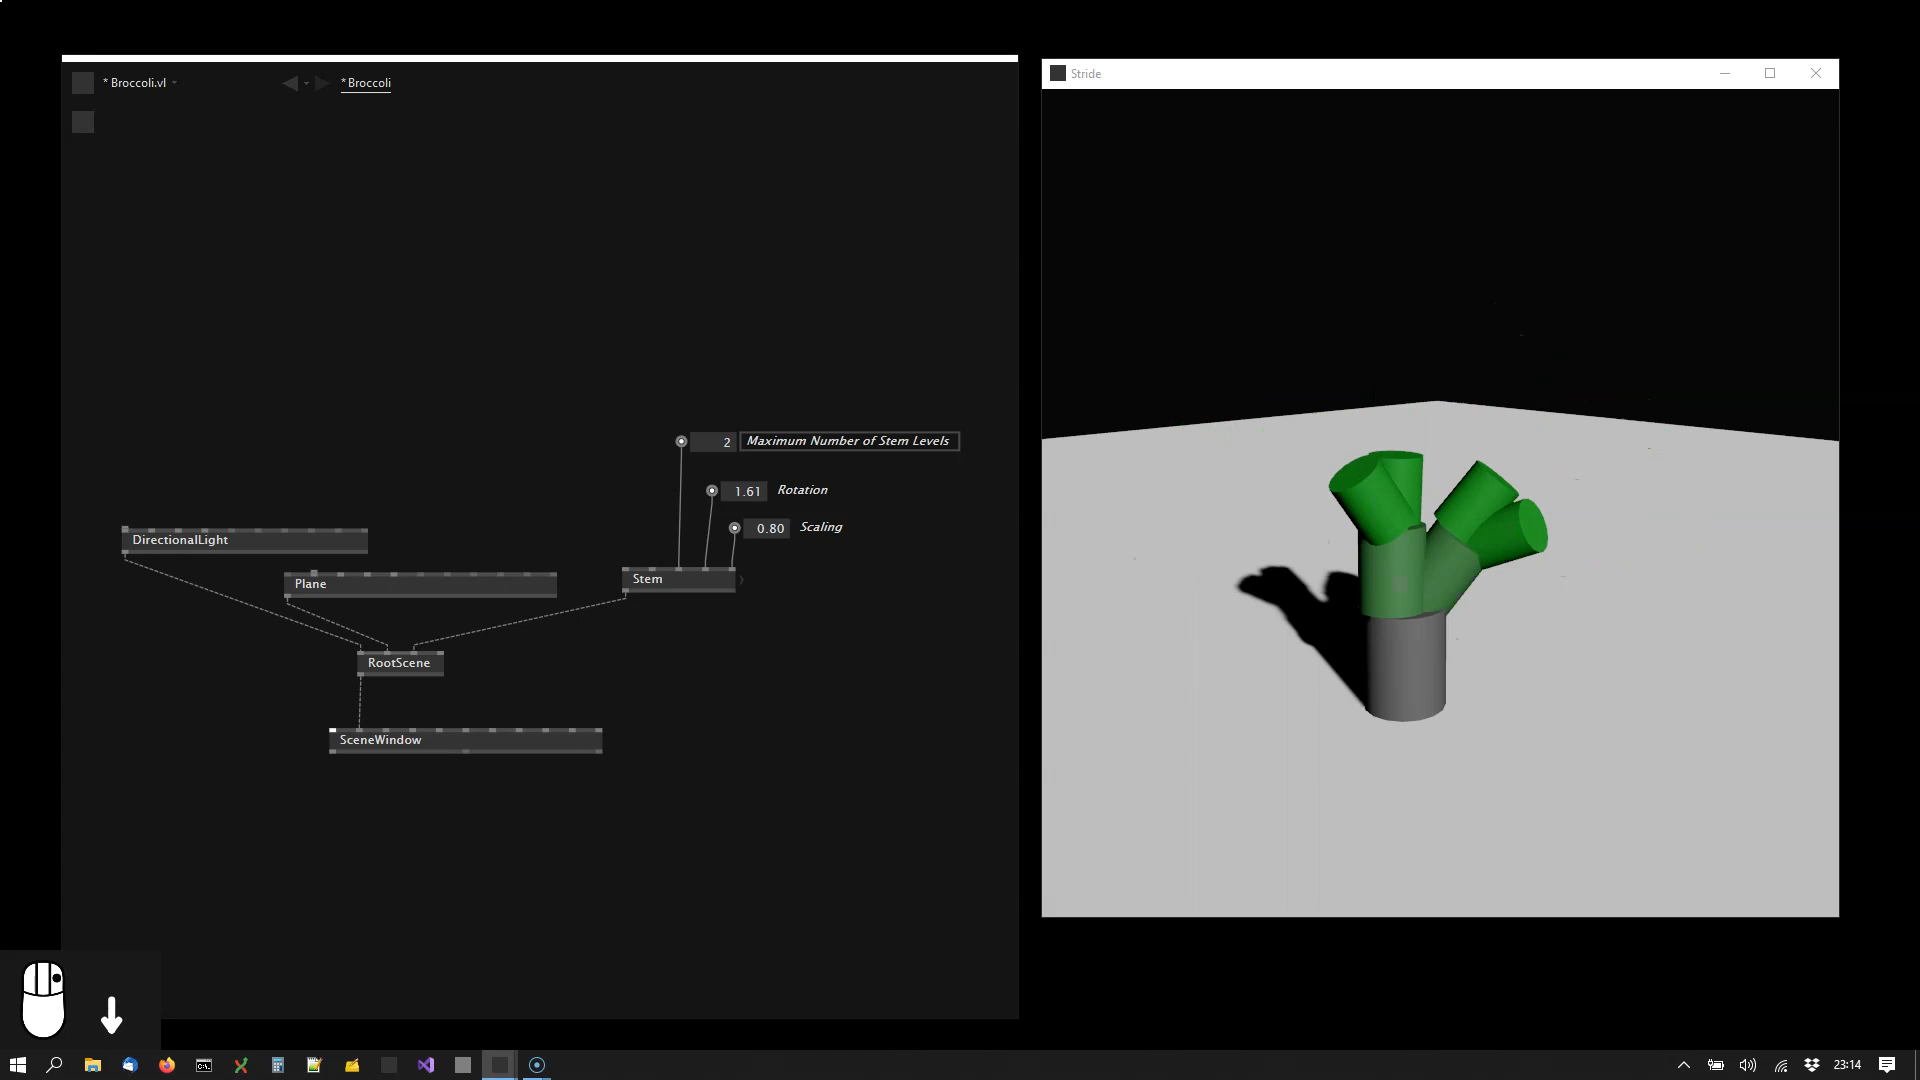 * Broccoli.vl
* Broccoli
Stride
2
Maximum Number of Stem Levels
1.61
Rotation
0.80
Scaling
DirectionalLight
Plane
Stem
RootScene
SceneWindow
23:14